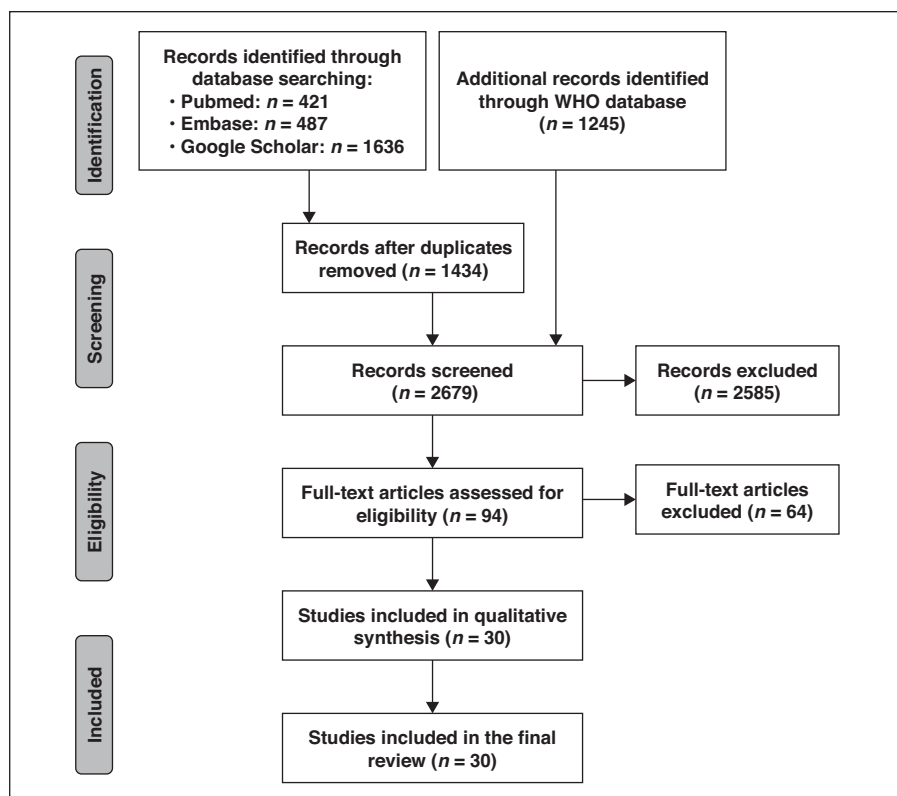 Identification
Records identified through
database searching:
· Pubmed: n = 421
· Embase: n = 487
· Google Scholar: n = 1636
Additional records identified
through WHO database
(n = 1245)
Screening
Records after duplicates
removed (n = 1434)
Records screened
(n = 2679)
Records excluded
(n = 2585)
Eligibility
Full-text articles assessed for
eligibility (n = 94)
Full-text articles
excluded (n = 64)
Included
Studies included in qualitative
synthesis (n = 30)
Studies included in the final
review (n = 30)